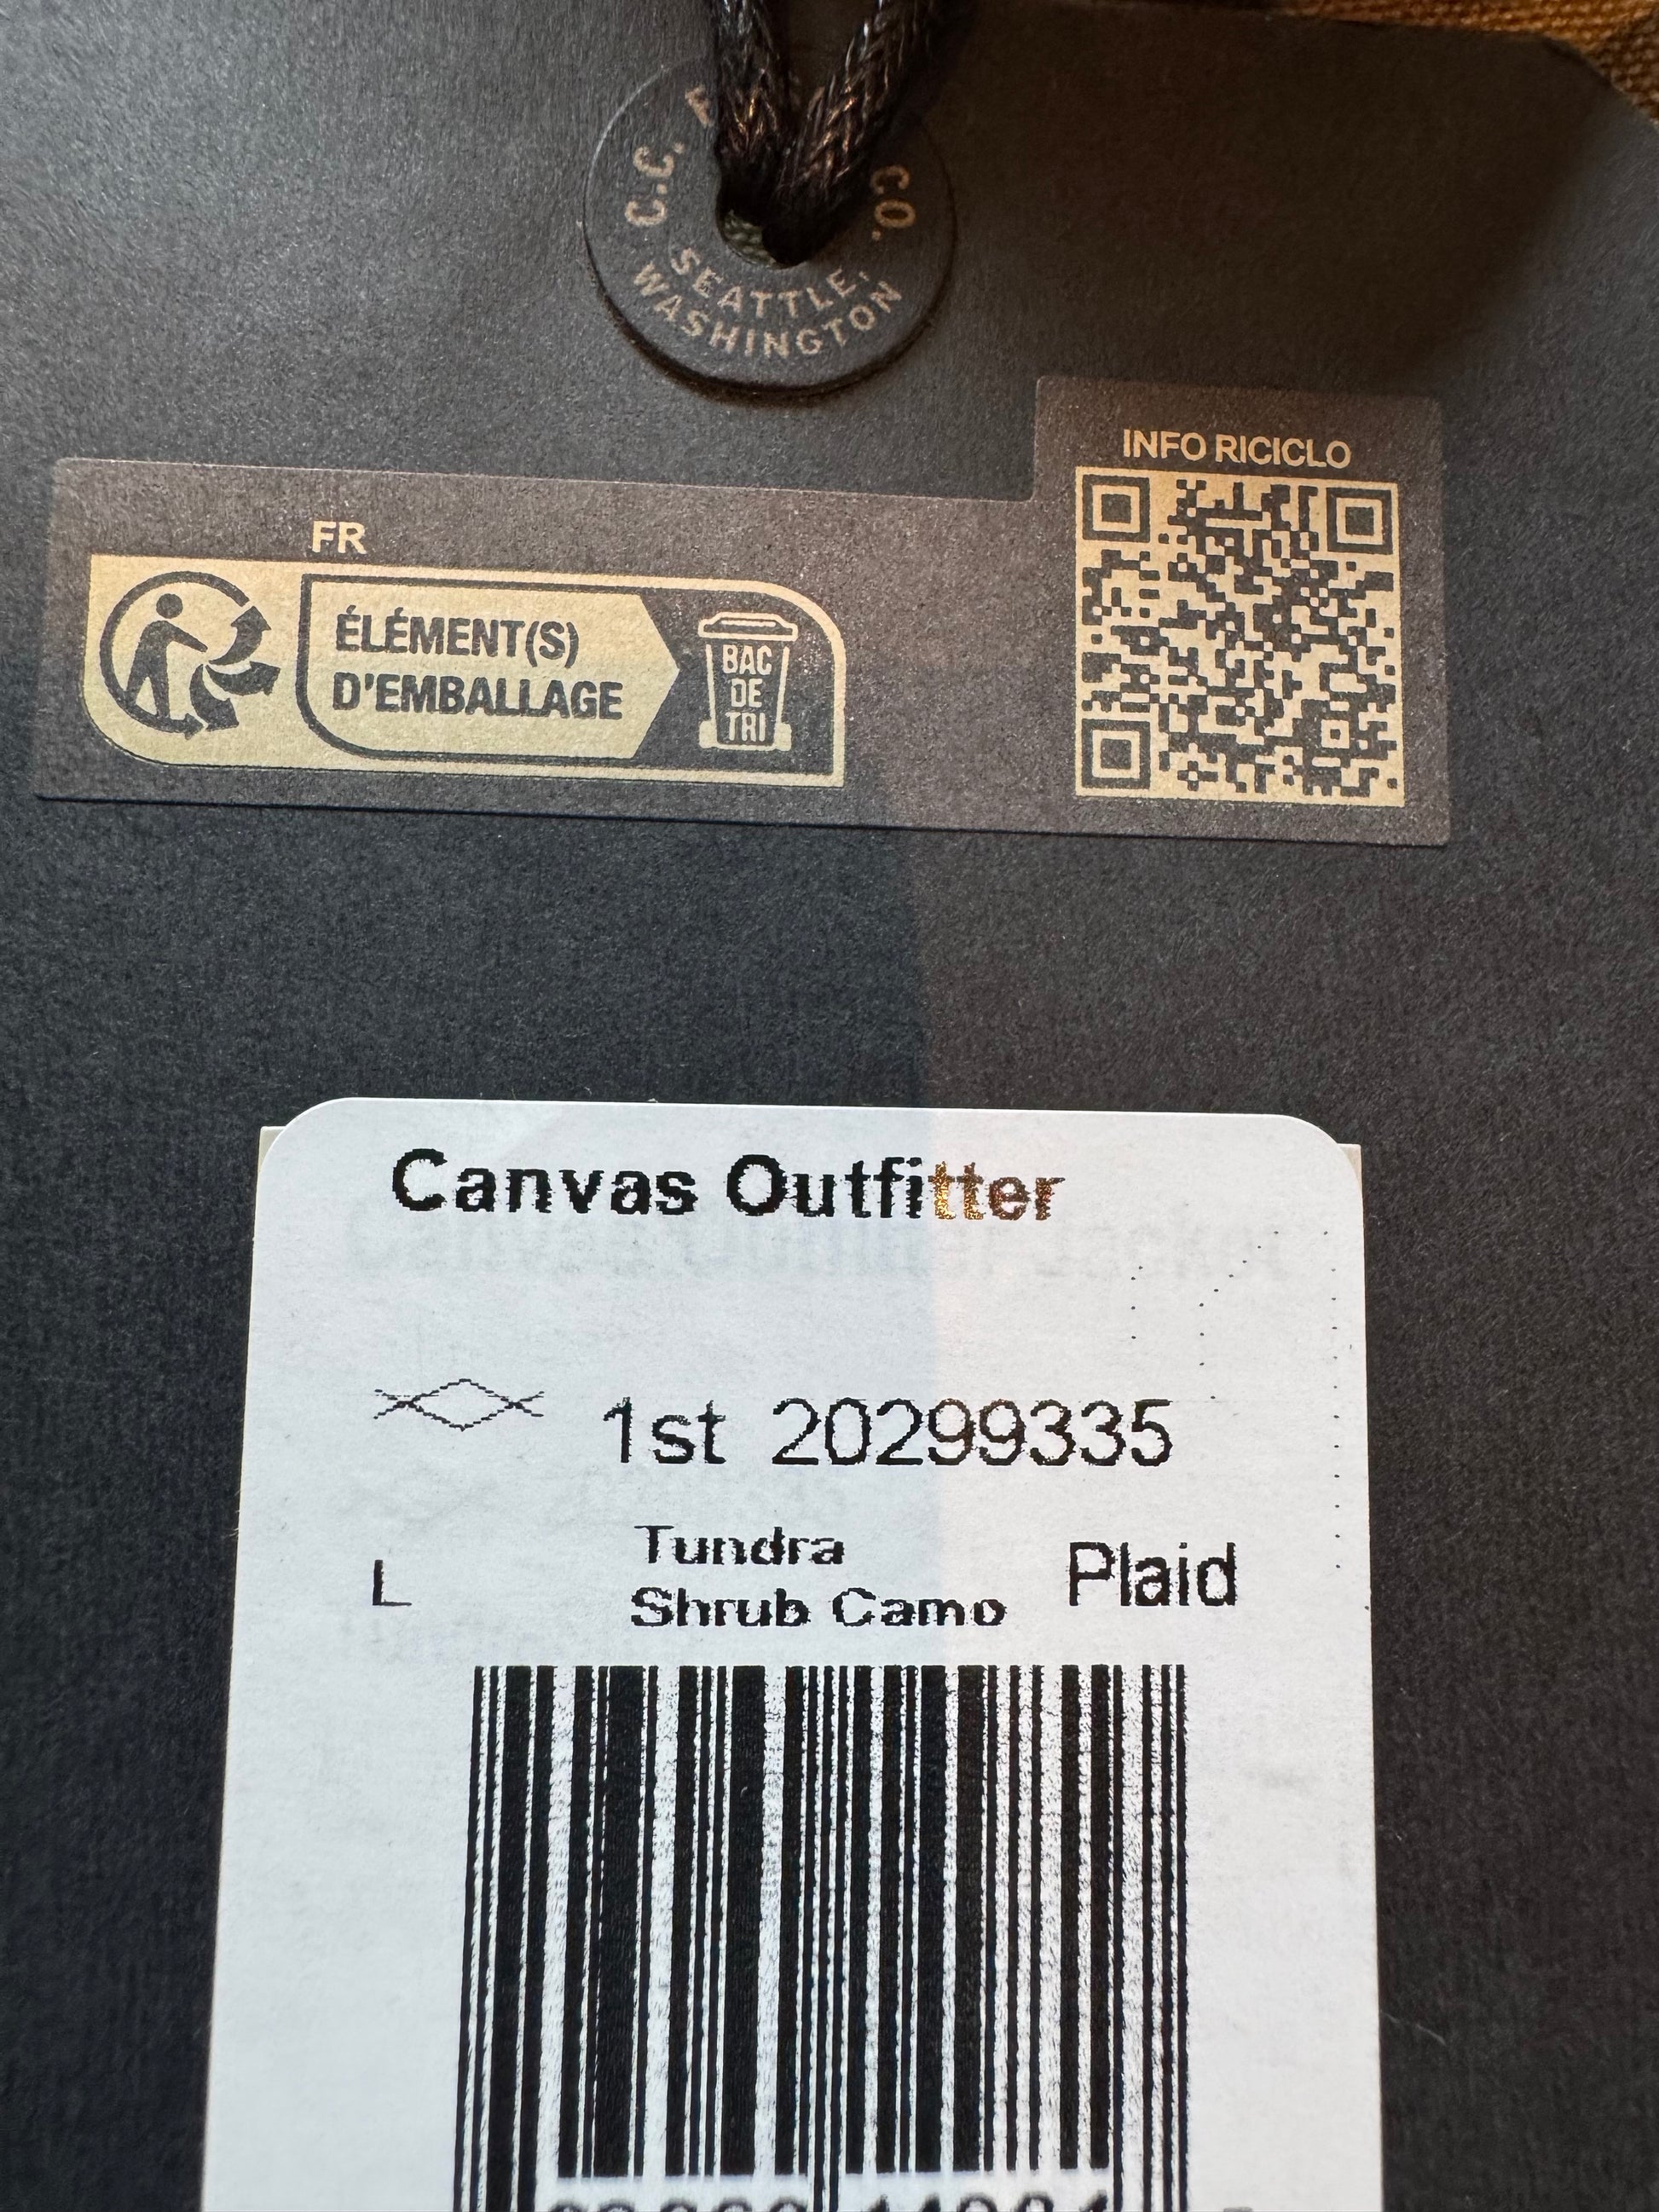 C.C. F CO.
SEATTLE,
WASHINGTON
INFO RICICLO
FR
ÉLÉMENT(S)
D'EMBALLAGE
BAC
DE
TRI
Canvas Outfitter
1st 20299335
L
Tundra
Shrub Camo
Plaid